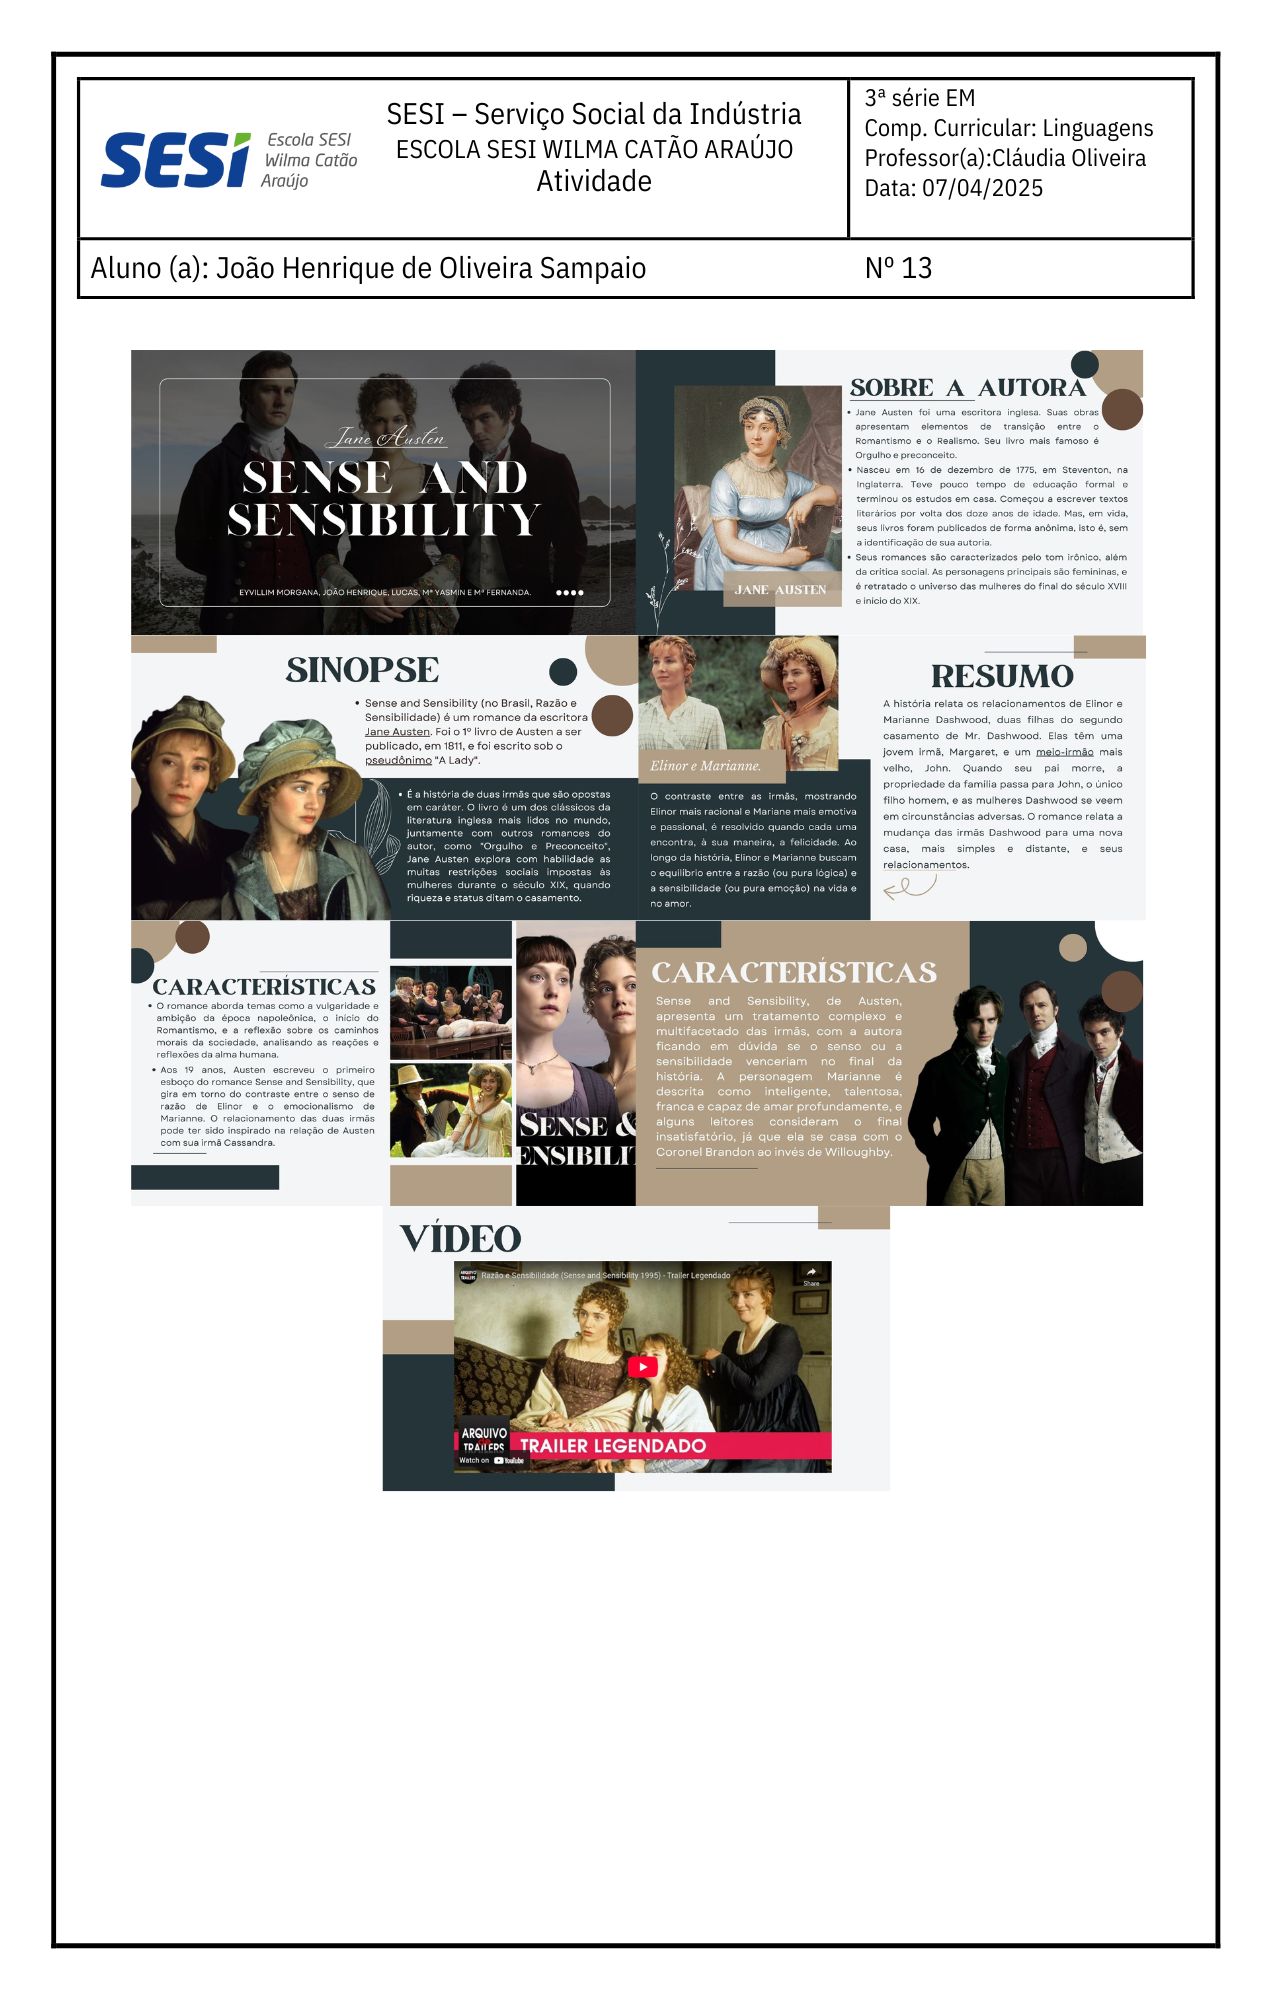 SESI
Escola SESI
Wilma Catão
Araújo
SESI – Serviço Social da Indústria
ESCOLA SESI WILMA CATÃO ARAÚJO
Atividade
3ª série EM
Comp. Curricular: Linguagens
Professor(a):Cláudia Oliveira
Data: 07/04/2025
Aluno (a): João Henrique de Oliveira Sampaio
Nº 13
Jane Austen
SENSE AND
SENSIBILITY
EYVILLIM MORGANA, JOÃO HENRIQUE, LUCAS, Mª YASMIN E Mª FERNANDA.
SOBRE A AUTORA
• Jane Austen foi uma escritora inglesa. Suas obras
apresentam elementos de transição entre o
Romantismo e o Realismo. Seu livro mais famoso é
Orgulho e preconceito.
• Nasceu em 16 de dezembro de 1775, em Steventon, na
Inglaterra. Teve pouco tempo de educação formal e
terminou os estudos em casa. Começou a escrever textos
literários por volta dos doze anos de idade. Mas, em vida,
seus livros foram publicados de forma anônima, isto é, sem
a identificação de sua autoria.
• Seus romances são caracterizados pelo tom irônico, além
da crítica social. As personagens principais são femininas, e
é retratado o universo das mulheres do final do século XVIII
e início do XIX.
JANE AUSTEN
SINOPSE
• Sense and Sensibility (no Brasil, Razão e
Sensibilidade) é um romance da escritora
Jane Austen. Foi o 1º livro de Austen a ser
publicado, em 1811, e foi escrito sob o
pseudônimo "A Lady".
• É a história de duas irmãs que são opostas
em caráter. O livro é um dos clássicos da
literatura inglesa mais lidos no mundo,
juntamente com outros romances do
autor, como "Orgulho e Preconceito",
Jane Austen explora com habilidade as
muitas restrições sociais impostas às
mulheres durante o século XIX, quando
riqueza e status ditam o casamento.
Elinor e Marianne.
O contraste entre as irmãs, mostrando
Elinor mais racional e Mariane mais emotiva
e passional, é resolvido quando cada uma
encontra, à sua maneira, a felicidade. Ao
longo da história, Elinor e Marianne buscam
o equilíbrio entre a razão (ou pura lógica) e
a sensibilidade (ou pura emoção) na vida e
no amor.
RESUMO
A história relata os relacionamentos de Elinor e
Marianne Dashwood, duas filhas do segundo
casamento de Mr. Dashwood. Elas têm uma
jovem irmã, Margaret, e um meio-irmão mais
velho, John. Quando seu pai morre, a
propriedade da família passa para John, o único
filho homem, e as mulheres Dashwood se veem
em circunstâncias adversas. O romance relata a
mudança das irmãs Dashwood para uma nova
casa, mais simples e distante, e seus
relacionamentos.
CARACTERÍSTICAS
• O romance aborda temas como a vulgaridade e
ambição da época napoleônica, o início do
Romantismo, e a reflexão sobre os caminhos
morais da sociedade, analisando as reações e
reflexões da alma humana.
• Aos 19 anos, Austen escreveu o primeiro
esboço do romance Sense and Sensibility, que
gira em torno do contraste entre o senso de
razão de Elinor e o emocionalismo de
Marianne. O relacionamento das duas irmãs
pode ter sido inspirado na relação de Austen
com sua irmã Cassandra.
SENSE &
ENSIBILIT
CARACTERÍSTICAS
Sense and Sensibility, de Austen,
apresenta um tratamento complexo e
multifacetado das irmãs, com a autora
ficando em dúvida se o senso ou a
sensibilidade venceriam no final da
história. A personagem Marianne é
descrita como inteligente, talentosa,
franca e capaz de amar profundamente, e
alguns leitores consideram o final
insatisfatório, já que ela se casa com o
Coronel Brandon ao invés de Willoughby.
VÍDEO
ARQUIVO TRAILERS
Razão e Sensibilidade (Sense and Sensibility 1995) - Trailer Legendado
Share
ARQUIVO
TRAILERS
TRAILER LEGENDADO
Watch on YouTube